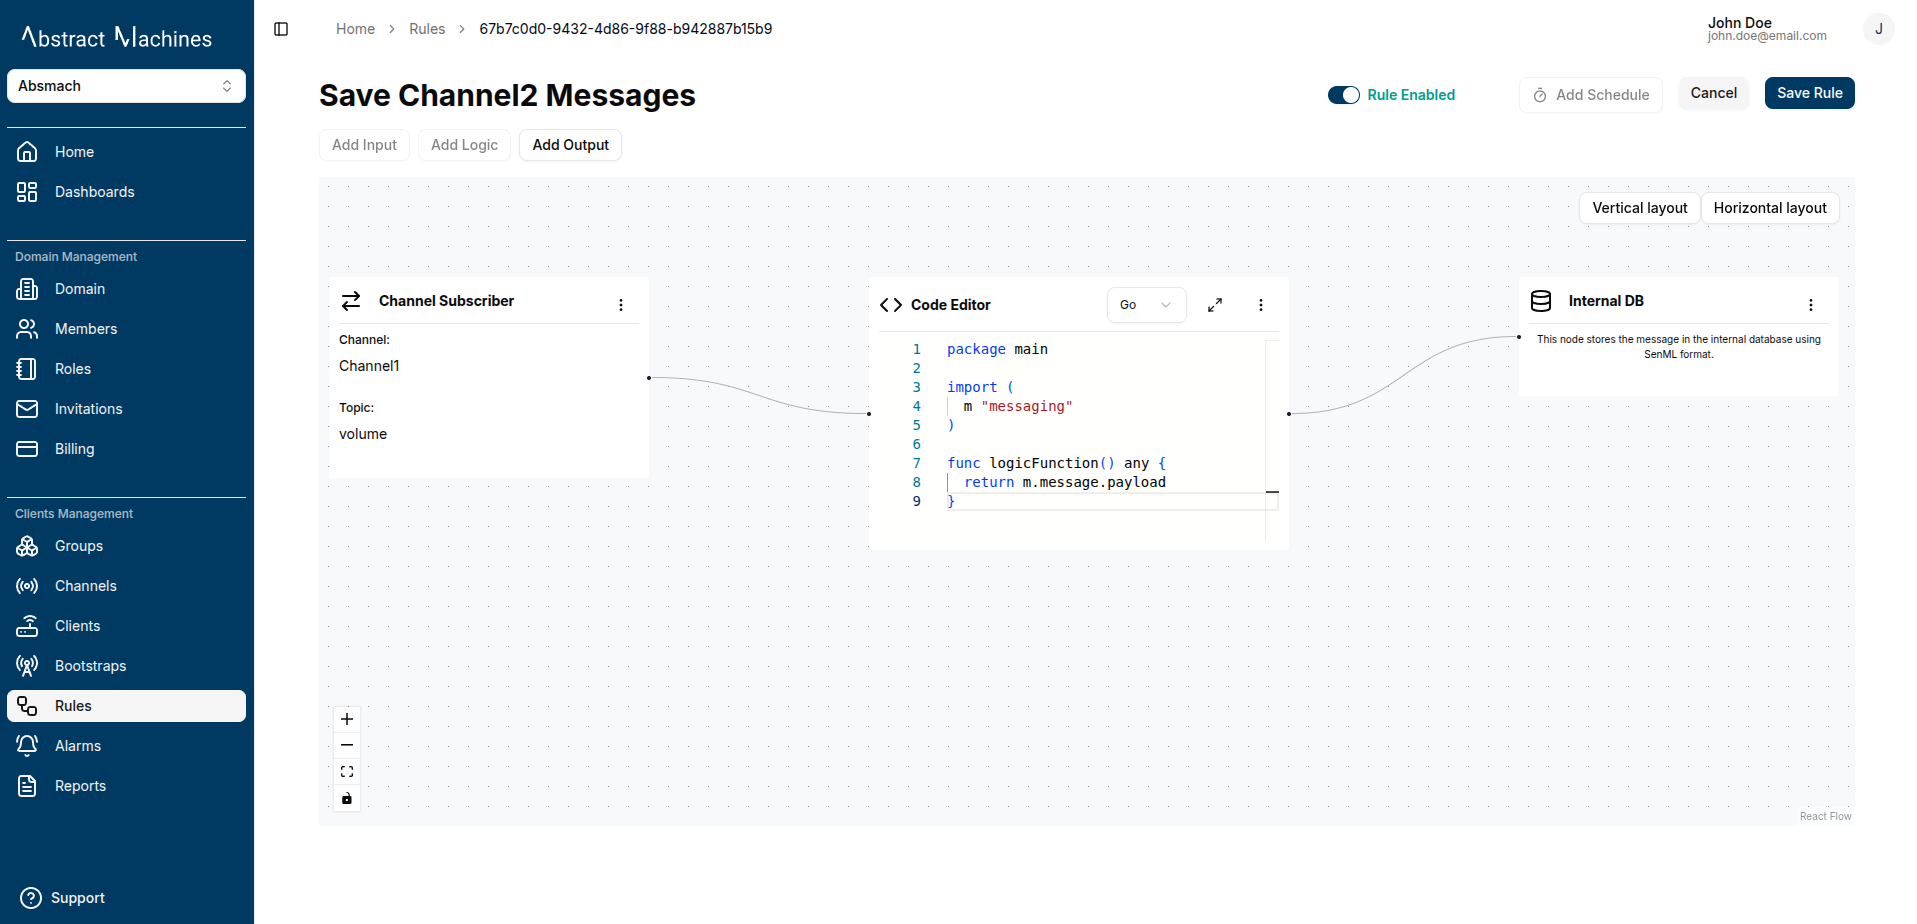 Abstract Machines
Absmach
Home
Dashboards
Domain Management
Domain
Members
Roles
Invitations
Billing
Clients Management
Groups
Channels
Clients
Bootstraps
Rules
Alarms
Reports
Support
Home > Rules > 67b7c0d0-9432-4d86-9f88-b942887b15b9
John Doe
john.doe@email.com
J
Save Channel2 Messages
Rule Enabled
Add Schedule
Cancel
Save Rule
Add Input
Add Logic
Add Output
Vertical layout
Horizontal layout
Channel Subscriber
Channel:
Channel1
Topic:
volume
Code Editor
Go
1 package main
2
3 import (
4 m "messaging"
5 )
6
7 func logicFunction() any {
8 return m.message.payload
9 }
Internal DB
This node stores the message in the internal database using
SenML format.
React Flow